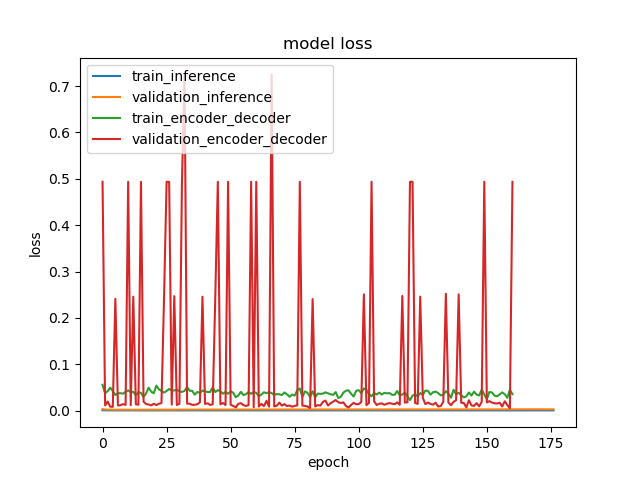 model loss
train_inference
validation_inference
train_encoder_decoder
validation_encoder_decoder
loss
0.7
0.6
0.5
0.4
0.3
0.2
0.1
0.0
0 25 50 75 100 125 150 175
epoch